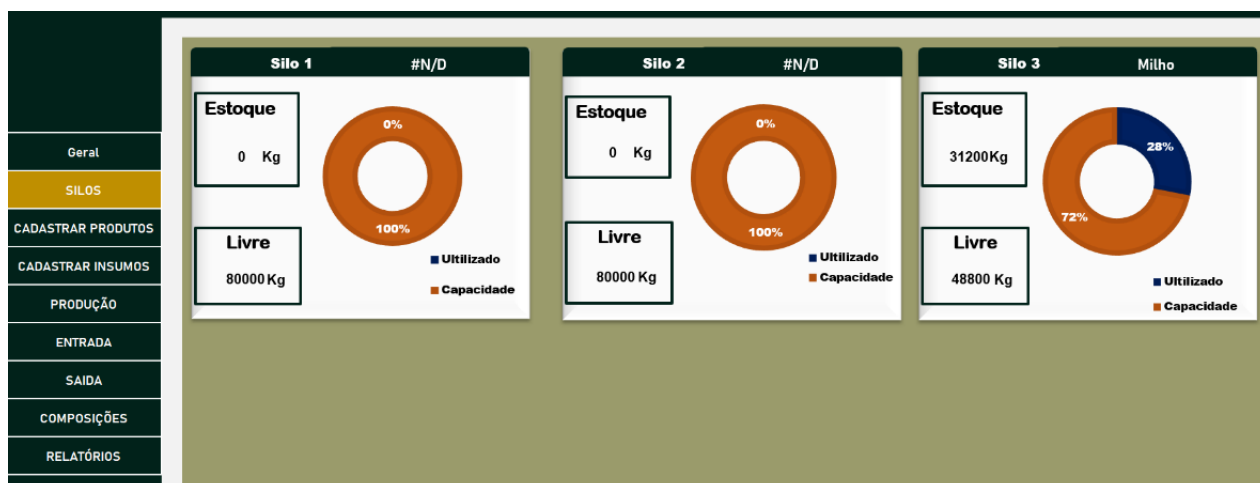 Geral
SILOS
CADASTRAR PRODUTOS
CADASTRAR INSUMOS
PRODUÇÃO
ENTRADA
SAIDA
COMPOSIÇÕES
RELATÓRIOS
Silo 1 #N/D
Estoque
0 Kg
Livre
80000 Kg
0%
100%
Ultilizado
Capacidade
Silo 2 #N/D
Estoque
0 Kg
Livre
80000 Kg
0%
100%
Ultilizado
Capacidade
Silo 3 Milho
Estoque
31200Kg
Livre
48800 Kg
28%
72%
Ultilizado
Capacidade